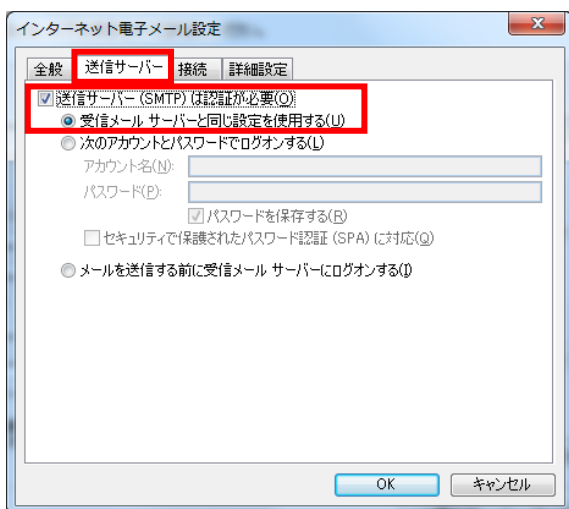 インターネット電子メール設定
全般 送信サーバー 接続 詳細設定
送信サーバー (SMTP) は認証が必要(O)
受信メール サーバーと同じ設定を使用する(U)
次のアカウントとパスワードでログオンする(L)
アカウント名(N):
パスワード(P):
パスワードを保存する(R)
セキュリティで保護されたパスワード認証 (SPA) に対応(Q)
メールを送信する前に受信メール サーバーにログオンする(I)
OK キャンセル